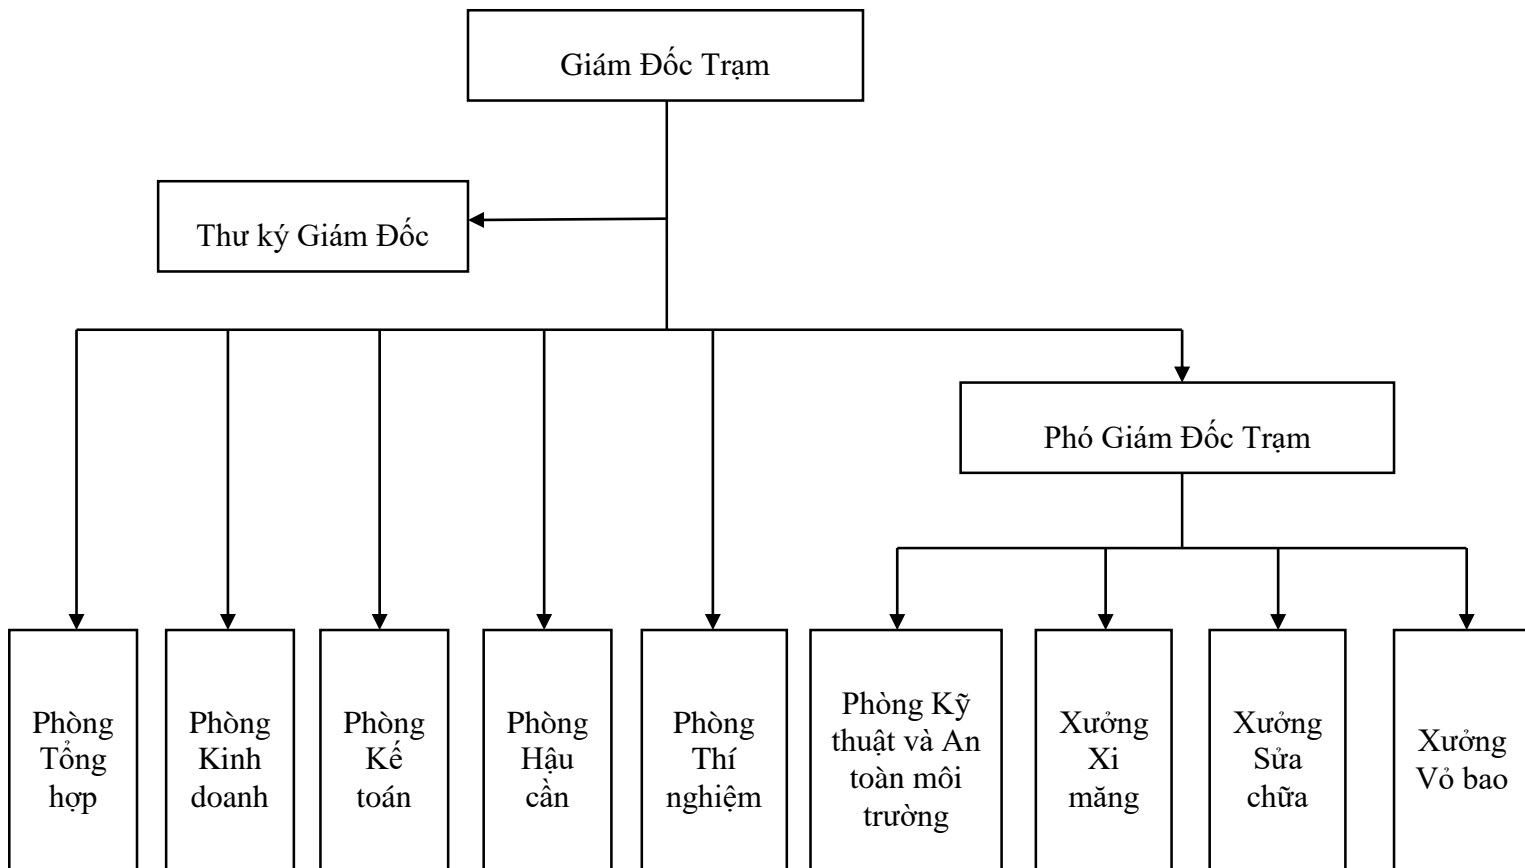 Giám Đốc Trạm
Thư ký Giám Đốc
Phó Giám Đốc Trạm
Phòng
Tổng
hợp
Phòng
Kinh
doanh
Phòng
Kế
toán
Phòng
Hậu
cần
Phòng
Thí
nghiệm
Phòng Kỹ
thuật và An
toàn môi
trường
Xưởng
Xi
măng
Xưởng
Sửa
chữa
Xưởng
Vỏ bao